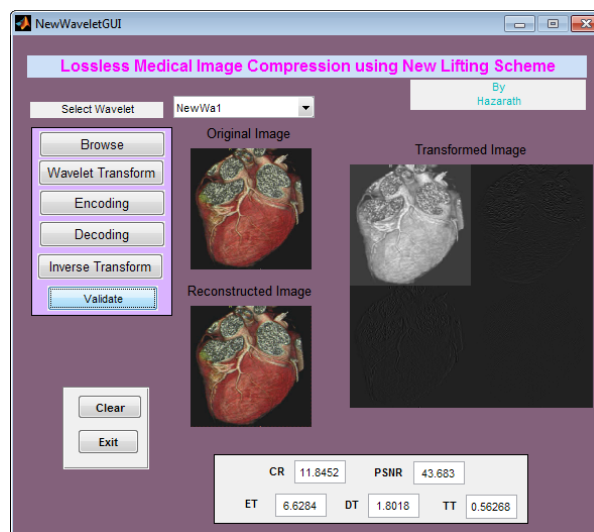 NewWaveletGUI
Lossless Medical Image Compression using New Lifting Scheme
By
Hazarath
Select Wavelet
NewWa1
Browse
Wavelet Transform
Encoding
Decoding
Inverse Transform
Validate
Original Image
Transformed Image
Reconstructed Image
Clear
Exit
CR 11.8452 PSNR 43.683
ET 6.6284 DT 1.8018 TT 0.56268